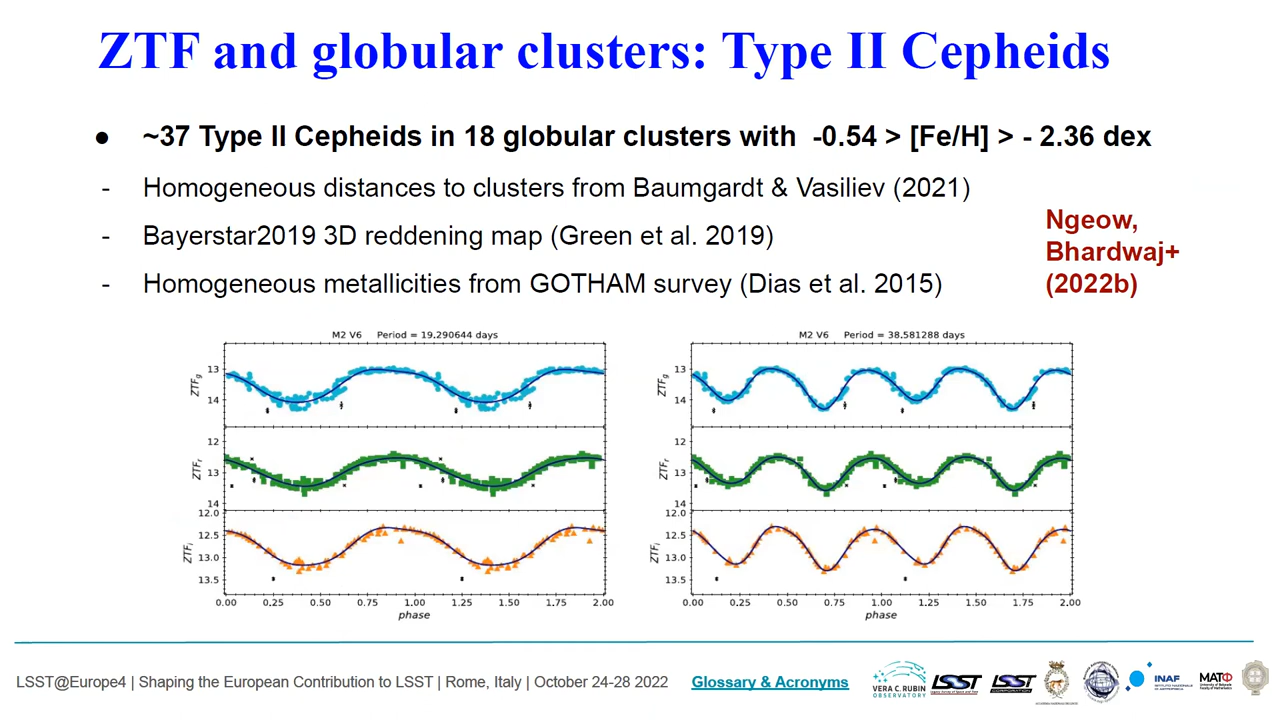 ZTF and globular clusters: Type II Cepheids
● ~37 Type II Cepheids in 18 globular clusters with -0.54 > [Fe/H] > - 2.36 dex
- Homogeneous distances to clusters from Baumgardt & Vasiliev (2021)
- Bayerstar2019 3D reddening map (Green et al. 2019)
- Homogeneous metallicities from GOTHAM survey (Dias et al. 2015)
Ngeow,
Bhardwaj+
(2022b)
M2 V6 Period = 19.290644 days
ZTFg
13
14
ZTFr
12
13
14
ZTFi
12.0
12.5
13.0
13.5
0.00 0.25 0.50 0.75 1.00 1.25 1.50 1.75 2.00
phase
M2 V6 Period = 38.581288 days
ZTFg
13
14
ZTFr
12
13
14
ZTFi
12.0
12.5
13.0
13.5
0.00 0.25 0.50 0.75 1.00 1.25 1.50 1.75 2.00
phase
LSST@Europe4 | Shaping the European Contribution to LSST | Rome, Italy | October 24-28 2022
Glossary & Acronyms
VERA C. RUBIN
OBSERVATORY
LSST
LSST
CORPORATION
INAF
MATF